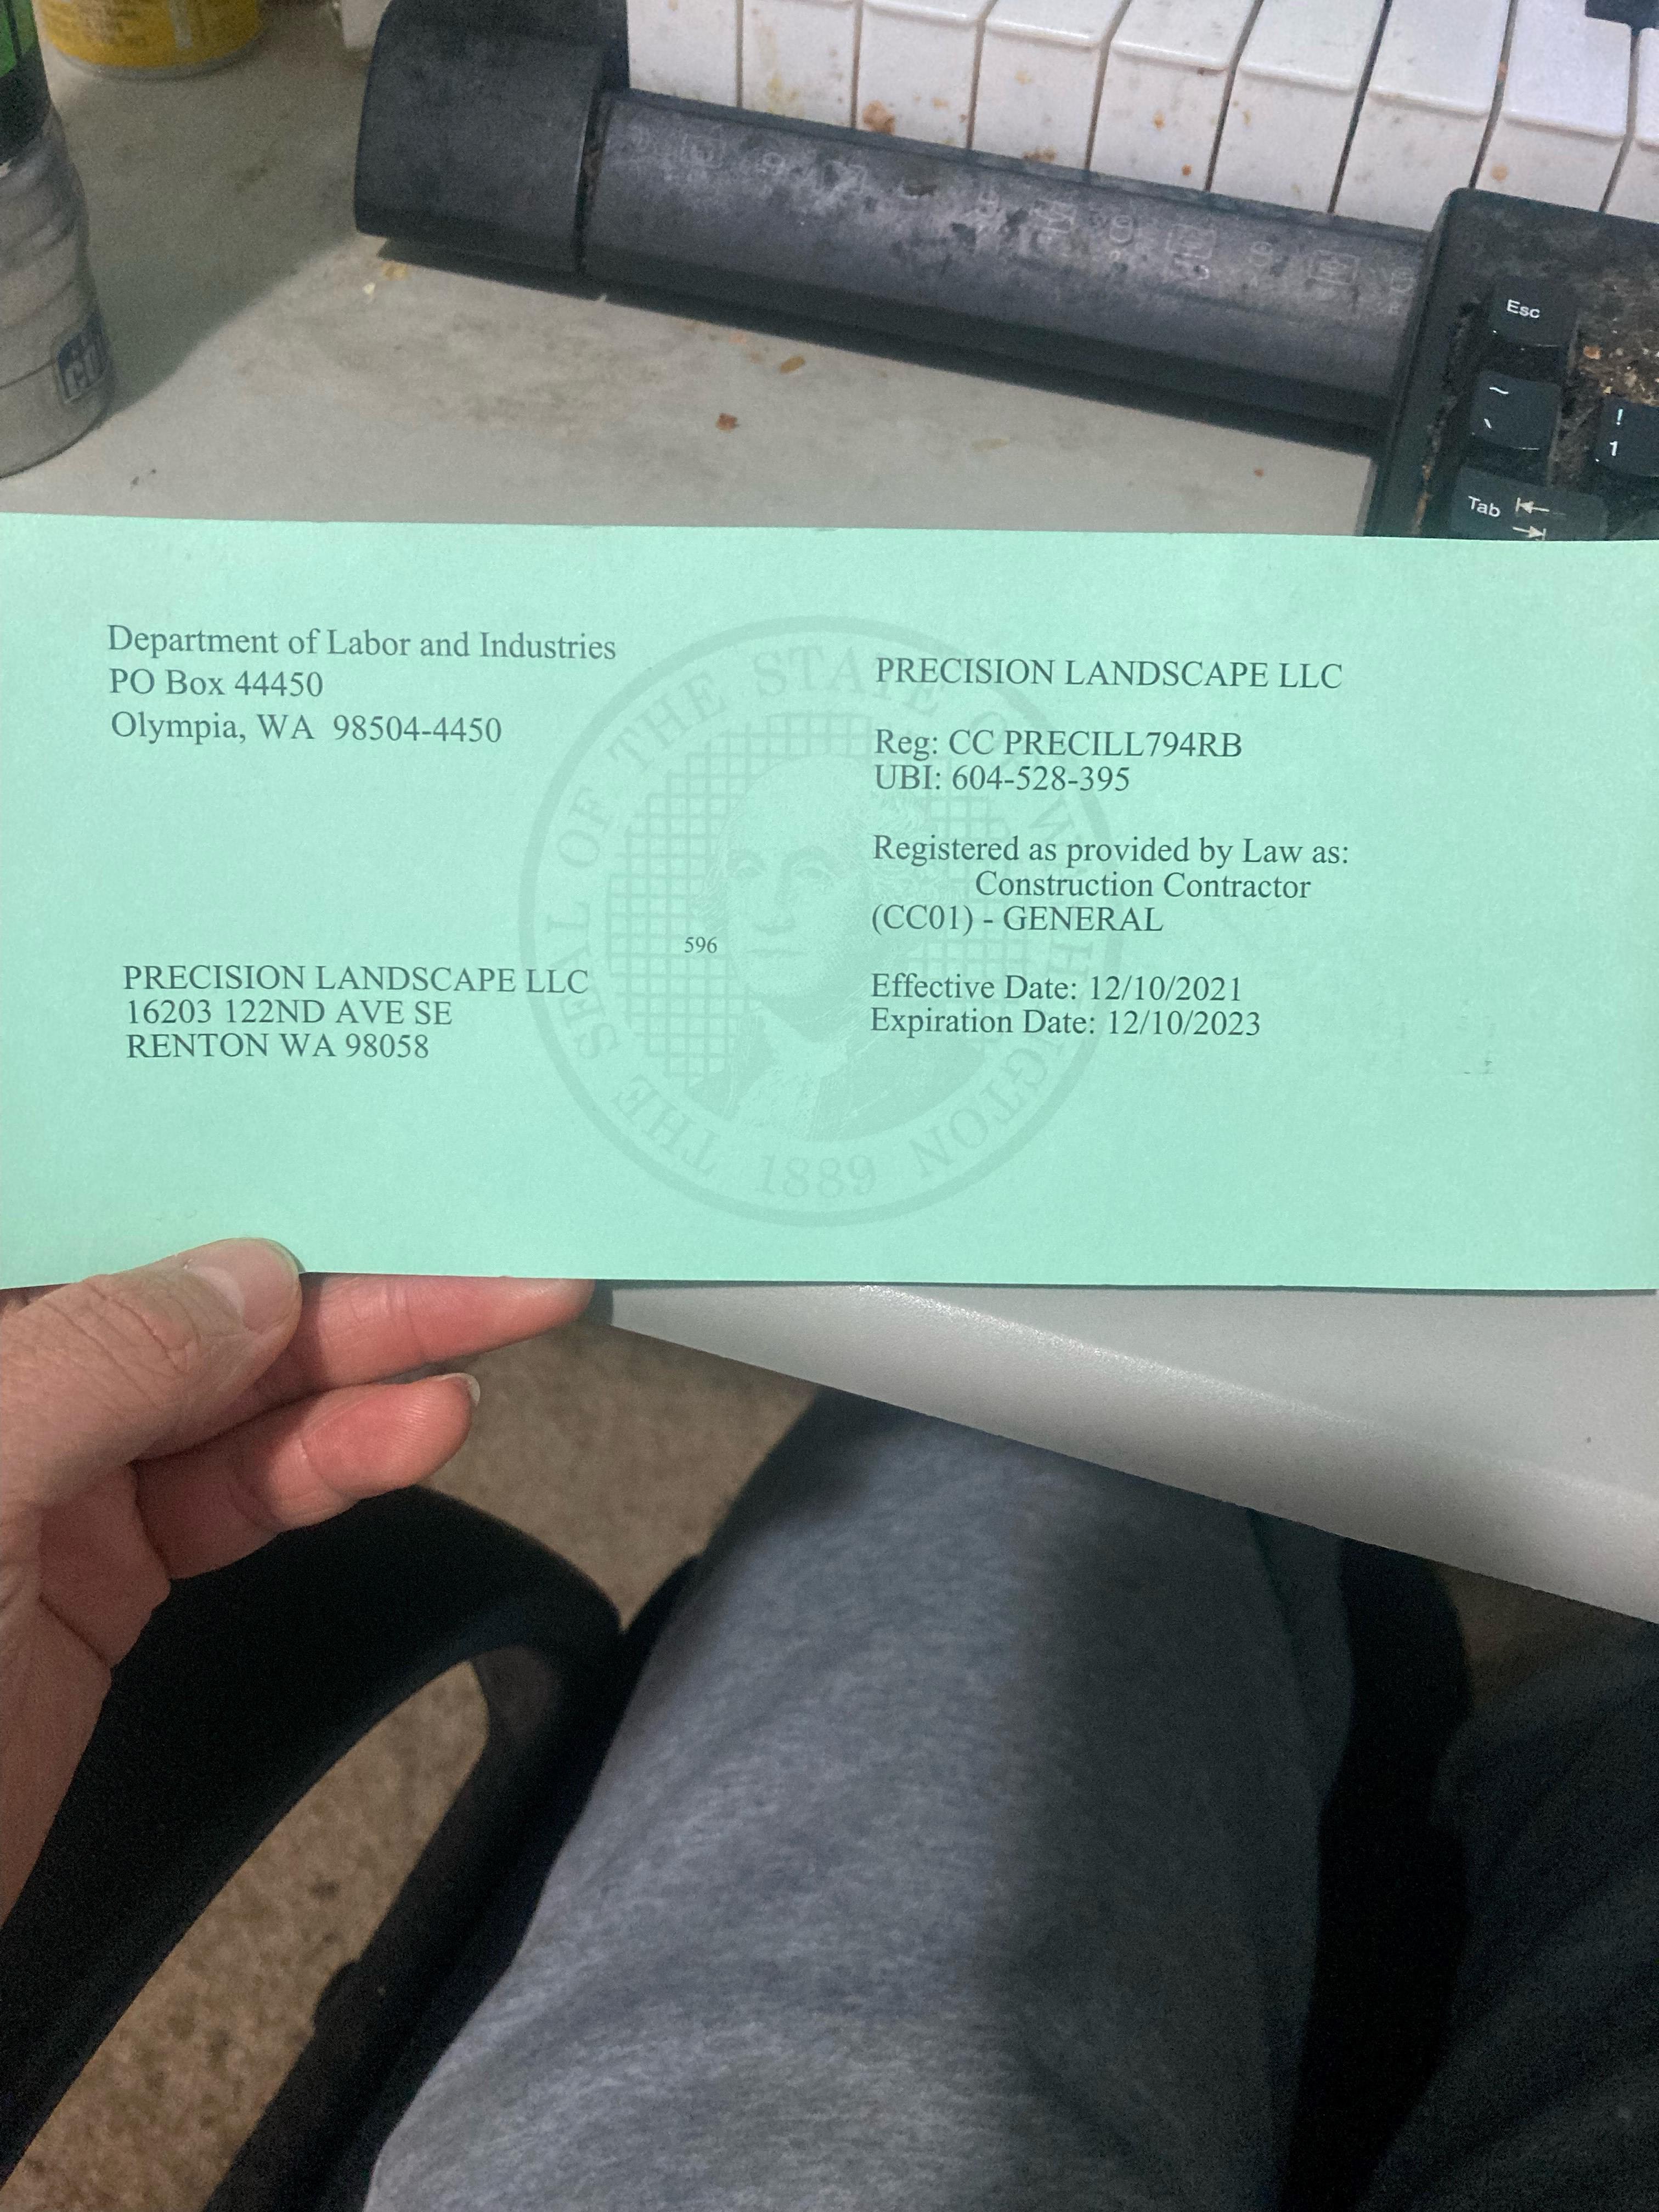 Esc
~
`
!
1
Tab
Department of Labor and Industries
PO Box 44450
Olympia, WA 98504-4450
PRECISION LANDSCAPE LLC
Reg: CC PRECILL794RB
UBI: 604-528-395
Registered as provided by Law as:
Construction Contractor
(CC01) - GENERAL
Effective Date: 12/10/2021
Expiration Date: 12/10/2023
596
PRECISION LANDSCAPE LLC
16203 122ND AVE SE
RENTON WA 98058
THE SEAL OF THE STATE OF WASHINGTON
1889